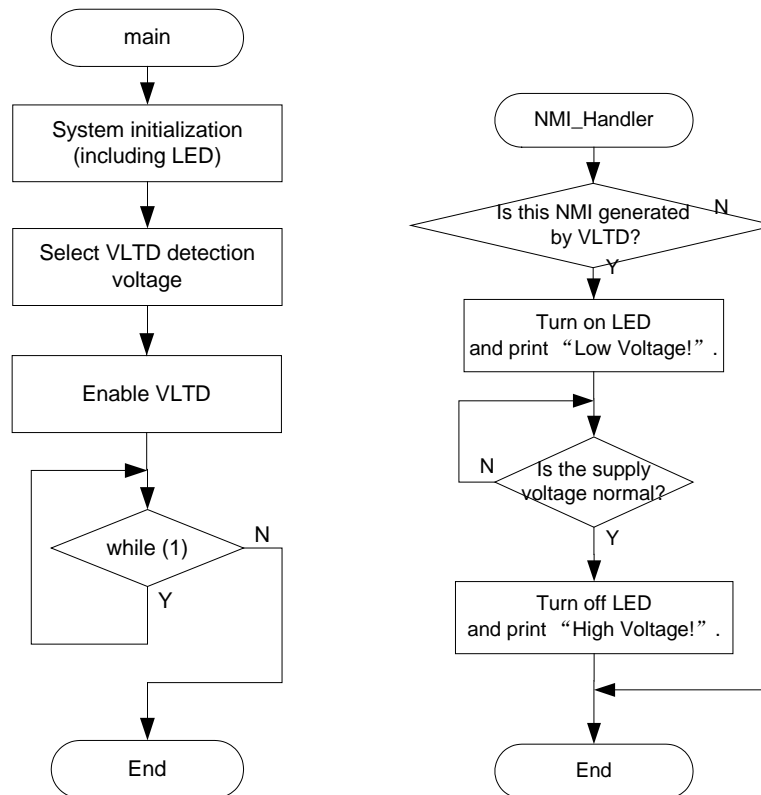 main
System initialization
(including LED)
Select VLTD detection
voltage
Enable VLTD
while (1)
N
Y
End
NMI_Handler
Is this NMI generated
by VLTD?
N
Y
Turn on LED
and print “Low Voltage!”.
Is the supply
voltage normal?
N
Y
Turn off LED
and print “High Voltage!”.
End